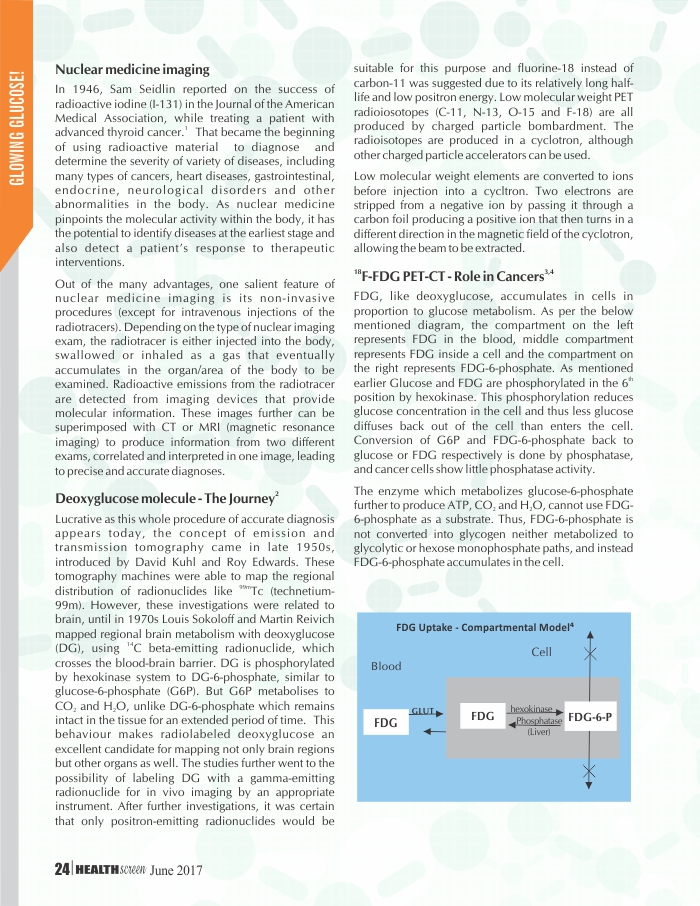 GLOWING GLUCOSE!
Nuclear medicine imaging
In 1946, Sam Seidlin reported on the success of
radioactive iodine (I-131) in the Journal of the American
Medical Association, while treating a patient with
advanced thyroid cancer.¹ That became the beginning
of using radioactive material to diagnose and
determine the severity of variety of diseases, including
many types of cancers, heart diseases, gastrointestinal,
endocrine, neurological disorders and other
abnormalities in the body. As nuclear medicine
pinpoints the molecular activity within the body, it has
the potential to identify diseases at the earliest stage and
also detect a patient's response to therapeutic
interventions.
Out of the many advantages, one salient feature of
nuclear medicine imaging is its non-invasive
procedures (except for intravenous injections of the
radiotracers). Depending on the type of nuclear imaging
exam, the radiotracer is either injected into the body,
swallowed or inhaled as a gas that eventually
accumulates in the organ/area of the body to be
examined. Radioactive emissions from the radiotracer
are detected from imaging devices that provide
molecular information. These images further can be
superimposed with CT or MRI (magnetic resonance
imaging) to produce information from two different
exams, correlated and interpreted in one image, leading
to precise and accurate diagnoses.
Deoxyglucose molecule - The Journey²
Lucrative as this whole procedure of accurate diagnosis
appears today, the concept of emission and
transmission tomography came in late 1950s,
introduced by David Kuhl and Roy Edwards. These
tomography machines were able to map the regional
distribution of radionuclides like ⁹⁹ᵐTc (technetium-
99m). However, these investigations were related to
brain, until in 1970s Louis Sokoloff and Martin Reivich
mapped regional brain metabolism with deoxyglucose
(DG), using ¹⁴C beta-emitting radionuclide, which
crosses the blood-brain barrier. DG is phosphorylated
by hexokinase system to DG-6-phosphate, similar to
glucose-6-phosphate (G6P). But G6P metabolises to
CO₂ and H₂O, unlike DG-6-phosphate which remains
intact in the tissue for an extended period of time. This
behaviour makes radiolabeled deoxyglucose an
excellent candidate for mapping not only brain regions
but other organs as well. The studies further went to the
possibility of labeling DG with a gamma-emitting
radionuclide for in vivo imaging by an appropriate
instrument. After further investigations, it was certain
that only positron-emitting radionuclides would be
suitable for this purpose and fluorine-18 instead of
carbon-11 was suggested due to its relatively long half-
life and low positron energy. Low molecular weight PET
radioiosotopes (C-11, N-13, O-15 and F-18) are all
produced by charged particle bombardment. The
radioisotopes are produced in a cyclotron, although
other charged particle accelerators can be used.
Low molecular weight elements are converted to ions
before injection into a cycltron. Two electrons are
stripped from a negative ion by passing it through a
carbon foil producing a positive ion that then turns in a
different direction in the magnetic field of the cyclotron,
allowing the beam to be extracted.
¹⁸F-FDG PET-CT - Role in Cancers³,⁴
FDG, like deoxyglucose, accumulates in cells in
proportion to glucose metabolism. As per the below
mentioned diagram, the compartment on the left
represents FDG in the blood, middle compartment
represents FDG inside a cell and the compartment on
the right represents FDG-6-phosphate. As mentioned
earlier Glucose and FDG are phosphorylated in the 6ᵗʰ
position by hexokinase. This phosphorylation reduces
glucose concentration in the cell and thus less glucose
diffuses back out of the cell than enters the cell.
Conversion of G6P and FDG-6-phosphate back to
glucose or FDG respectively is done by phosphatase,
and cancer cells show little phosphatase activity.
The enzyme which metabolizes glucose-6-phosphate
further to produce ATP, CO₂ and H₂O, cannot use FDG-
6-phosphate as a substrate. Thus, FDG-6-phosphate is
not converted into glycogen neither metabolized to
glycolytic or hexose monophosphate paths, and instead
FDG-6-phosphate accumulates in the cell.
FDG Uptake - Compartmental Model⁴
Cell
Blood
FDG
GLUT
FDG
hexokinase
Phosphatase
(Liver)
FDG-6-P
24 HEALTHscreen June 2017